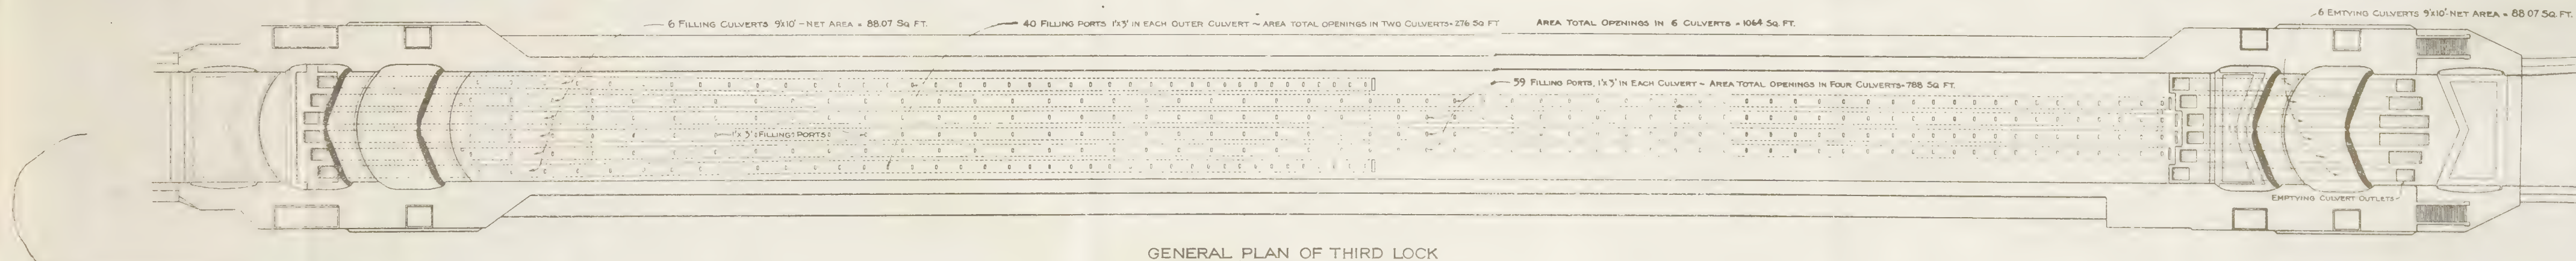 6 FILLING CULVERTS 9'X10' - NET AREA = 88.07 SQ FT.
40 FILLING PORTS 1'X3' IN EACH OUTER CULVERT ~ AREA TOTAL OPENINGS IN TWO CULVERTS = 276 SQ FT
AREA TOTAL OPENINGS IN 6 CULVERTS = 1064 SQ. FT.
6 EMTYING CULVERTS 9'X10'-NET AREA = 88.07 SQ. FT.
59 FILLING PORTS, 1'X3' IN EACH CULVERT ~ AREA TOTAL OPENINGS IN FOUR CULVERTS = 788 SQ FT.
1'X3' FILLING PORTS
EMPTYING CULVERT OUTLETS
GENERAL PLAN OF THIRD LOCK